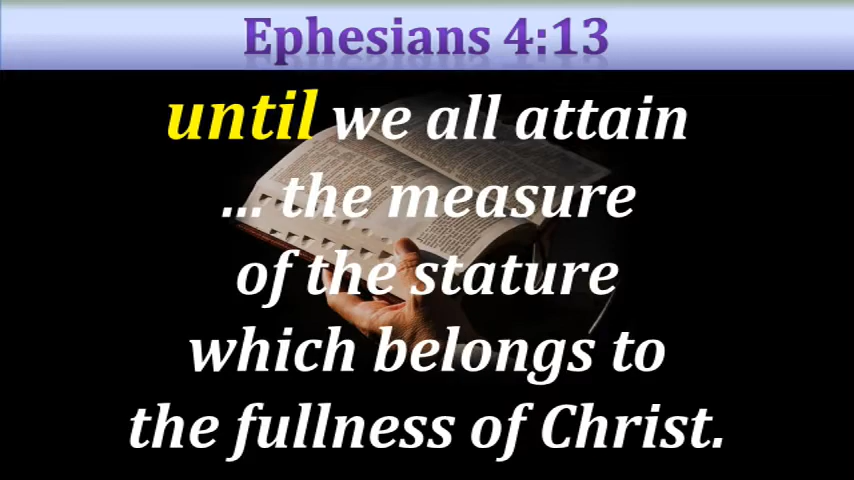 Ephesians 4:13
until we all attain
... the measure
of the stature
which belongs to
the fullness of Christ.